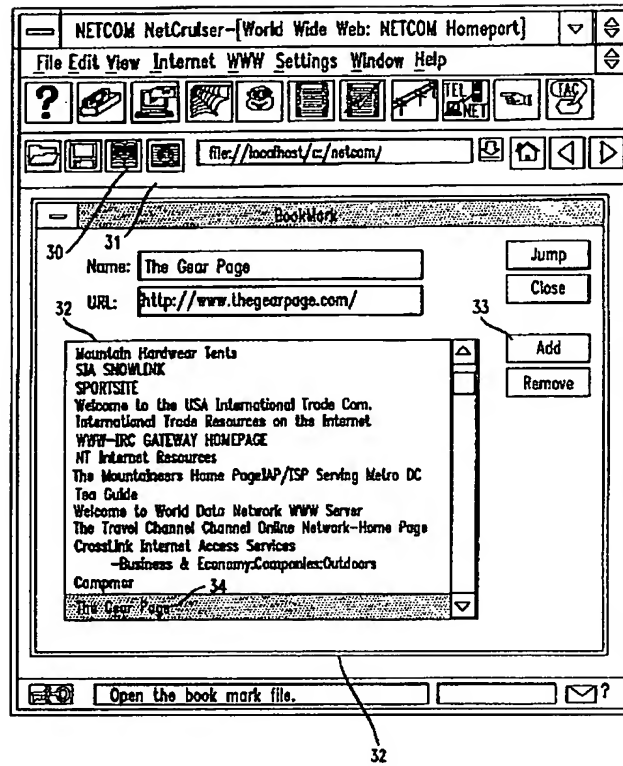 NETCOM NetCruiser-[World Wide Web: NETCOM Homeport]
File Edit View Internet WWW Settings Window Help
? TEL NET TAC
file://localhost/c:/netcom/
BookMark
30
31
Name: The Gear Page
Jump
URL: http://www.thegearpage.com/
Close
32
33
Add
Remove
Mountain Hardwear Tents
SIA SNOWLINK
SPORTSITE
Welcome to the USA International Trade Com.
International Trade Resources on the Internet
WWW-IRC GATEWAY HOMEPAGE
NT Internet Resources
The Mountaineers Home PageIAP/ISP Serving Metro DC
Tea Guide
Welcome to World Data Network WWW Server
The Travel Channel Channel Online Network-Home Page
CrossLink Internet Access Services
-Business & Economy:Companies:Outdoors
Campmor
The Gear Page 34
Open the book mark file.
?
32